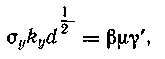 σ_y k_y d^{1/2} = βμγ′,